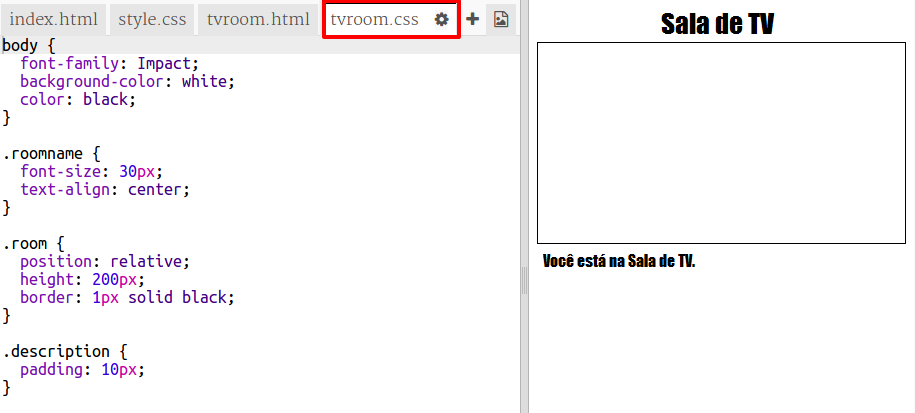 index.html style.css tvroom.html tvroom.css
body {
  font-family: Impact;
  background-color: white;
  color: black;
}
.roomname {
  font-size: 30px;
  text-align: center;
}
.room {
  position: relative;
  height: 200px;
  border: 1px solid black;
}
.description {
  padding: 10px;
}
Sala de TV
Você está na Sala de TV.